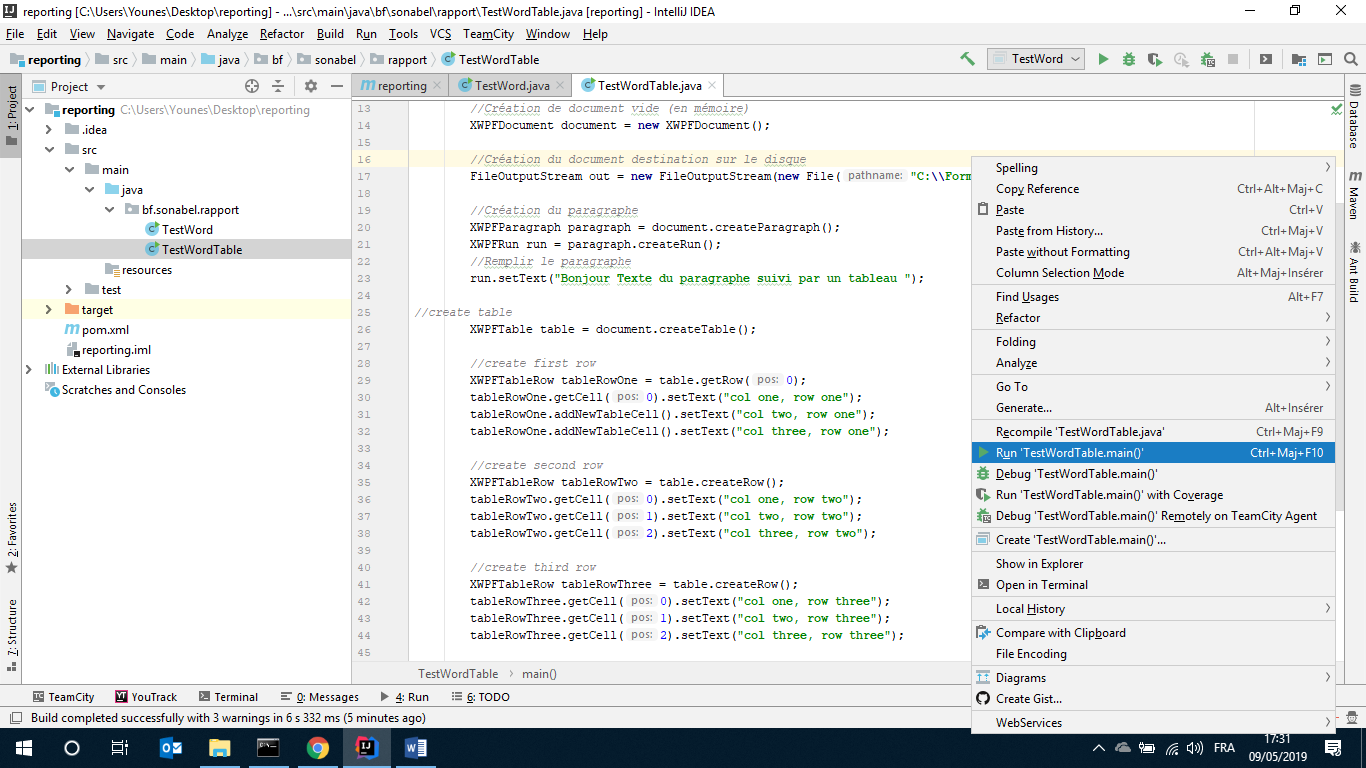 reporting [C:\Users\Younes\Desktop\reporting] - ...\src\main\java\bf\sonabel\rapport\TestWordTable.java [reporting] - IntelliJ IDEA
File Edit View Navigate Code Analyze Refactor Build Run Tools VCS TeamCity Window Help
reporting src main java bf sonabel rapport TestWordTable TestWord
Project
reporting TestWord.java TestWordTable.java
1: Project
2: Favorites
7: Structure
reporting C:\Users\Younes\Desktop\reporting
.idea
src
main
java
bf.sonabel.rapport
TestWord
TestWordTable
resources
test
target
pom.xml
reporting.iml
External Libraries
Scratches and Consoles
13 //Création de document vide (en mémoire)
14 XWPFDocument document = new XWPFDocument();
15
16 //Création du document destination sur le disque
17 FileOutputStream out = new FileOutputStream(new File( pathname: "C:\\Form
18
19 //Création du paragraphe
20 XWPFParagraph paragraph = document.createParagraph();
21 XWPFRun run = paragraph.createRun();
22 //Remplir le paragraphe
23 run.setText("Bonjour Texte du paragraphe suivi par un tableau ");
24
25 //create table
26 XWPFTable table = document.createTable();
27
28 //create first row
29 XWPFTableRow tableRowOne = table.getRow( pos: 0);
30 tableRowOne.getCell( pos: 0).setText("col one, row one");
31 tableRowOne.addNewTableCell().setText("col two, row one");
32 tableRowOne.addNewTableCell().setText("col three, row one");
33
34 //create second row
35 XWPFTableRow tableRowTwo = table.createRow();
36 tableRowTwo.getCell( pos: 0).setText("col one, row two");
37 tableRowTwo.getCell( pos: 1).setText("col two, row two");
38 tableRowTwo.getCell( pos: 2).setText("col three, row two");
39
40 //create third row
41 XWPFTableRow tableRowThree = table.createRow();
42 tableRowThree.getCell( pos: 0).setText("col one, row three");
43 tableRowThree.getCell( pos: 1).setText("col two, row three");
44 tableRowThree.getCell( pos: 2).setText("col three, row three");
45
TestWordTable main()
Spelling
Copy Reference Ctrl+Alt+Maj+C
Paste Ctrl+V
Paste from History... Ctrl+Maj+V
Paste without Formatting Ctrl+Alt+Maj+V
Column Selection Mode Alt+Maj+Insérer
Find Usages Alt+F7
Refactor
Folding
Analyze
Go To
Generate... Alt+Insérer
Recompile 'TestWordTable.java' Ctrl+Maj+F9
Run 'TestWordTable.main()' Ctrl+Maj+F10
Debug 'TestWordTable.main()'
Run 'TestWordTable.main()' with Coverage
Debug 'TestWordTable.main()' Remotely on TeamCity Agent
Create 'TestWordTable.main()'...
Show in Explorer
Open in Terminal
Local History
Compare with Clipboard
File Encoding
Diagrams
Create Gist...
WebServices
Database
Maven
Ant Build
TeamCity YouTrack Terminal 0: Messages 4: Run 6: TODO
Build completed successfully with 3 warnings in 6 s 332 ms (5 minutes ago)
FRA
17:31
09/05/2019